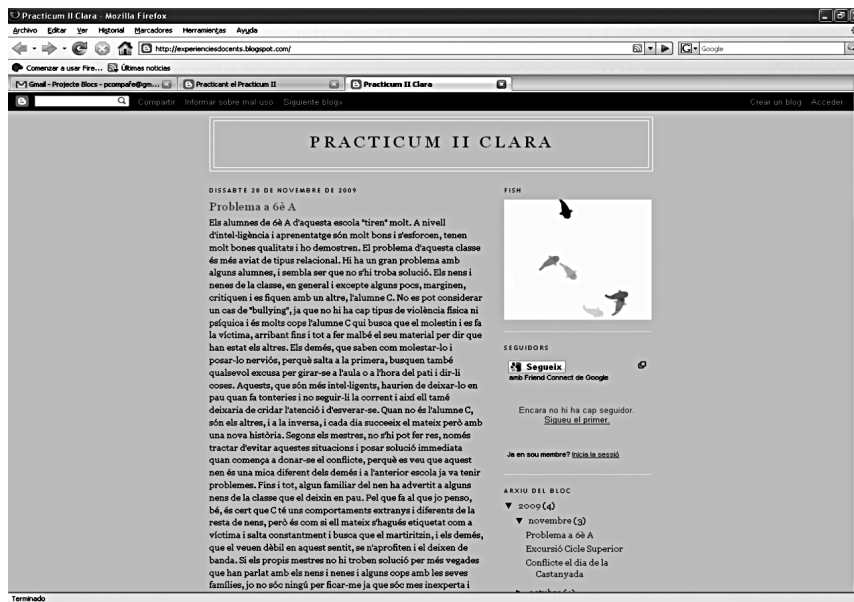 Practicum II Clara - Mozilla Firefox
Archivo Editar Ver Historial Marcadores Herramientas Ayuda
http://experienciesdocents.blogspot.com/
Google
Comenzar a usar Fire... Últimas noticias
Gmail - Projecte Blocs - pcompafe@gm... Practicant el Practicum II Practicum II Clara
Compartir Informar sobre mal uso Siguiente blog» Crear un blog Acceder
PRACTICUM II CLARA
DISSABTE 28 DE NOVEMBRE DE 2009
Problema a 6è A
Els alumnes de 6è A d'aquesta escola "tiren" molt. A nivell
d'intel·ligència i aprenentatge són molt bons i s'esforcen, tenen
molt bones qualitats i ho demostren. El problema d'aquesta classe
és més aviat de tipus relacional. Hi ha un gran problema amb
alguns alumnes, i sembla ser que no s'hi troba solució. Els nens i
nenes de la classe, en general i excepte alguns pocs, marginen,
critiquen i es fiquen amb un altre, l'alumne C. No es pot considerar
un cas de "bullying", ja que no hi ha cap tipus de violència física ni
psíquica i és molts cops l'alumne C qui busca que el molestin i es fa
la víctima, arribant fins i tot a fer malbé el seu material per dir que
han estat els altres. Els demés, que saben com molestar-lo i
posar-lo nerviós, perquè salta a la primera, busquen també
qualsevol excusa per girar-se a l'aula o a l'hora del pati i dir-li
coses. Aquests, que són més intel·ligents, haurien de deixar-lo en
pau quan fa tonteries i no seguir-li la corrent i així ell també
deixaria de cridar l'atenció i d'esverar-se. Quan no és l'alumne C,
són els altres, i a la inversa, i cada dia succeeix el mateix però amb
una nova història. Segons els mestres, no s'hi pot fer res, només
tractar d'evitar aquestes situacions i posar solució immediata
quan comença a donar-se el conflicte, perquè es veu que aquest
nen és una mica diferent dels demés i a l'anterior escola ja va tenir
problemes. Fins i tot, algun familiar del nen ha advertit a alguns
nens de la classe que el deixin en pau. Pel que fa al que jo penso,
bé, és cert que C té uns comportaments extranys i diferents de la
resta de nens, però és com si ell mateix s'hagués etiquetat com a
víctima i salta constantment i busca que el martiritzin, i els demés,
que el veuen dèbil en aquest sentit, se n'aprofiten i el deixen de
banda. Si els propis mestres no hi troben solució per més vegades
que han parlat amb els nens i nenes i alguns cops amb les seves
famílies, jo no sóc ningú per ficar-me ja que sóc mes inexperta i
FISH
SEGUIDORS
Segueix
amb Friend Connect de Google
Encara no hi ha cap seguidor.
Sigueu el primer.
Ja en sou membre? Inicia la sessió
ARXIU DEL BLOC
▼ 2009 (4)
▼ novembre (3)
Problema a 6è A
Excursió Cicle Superior
Conflicte el dia de la
Castanyada
Terminado